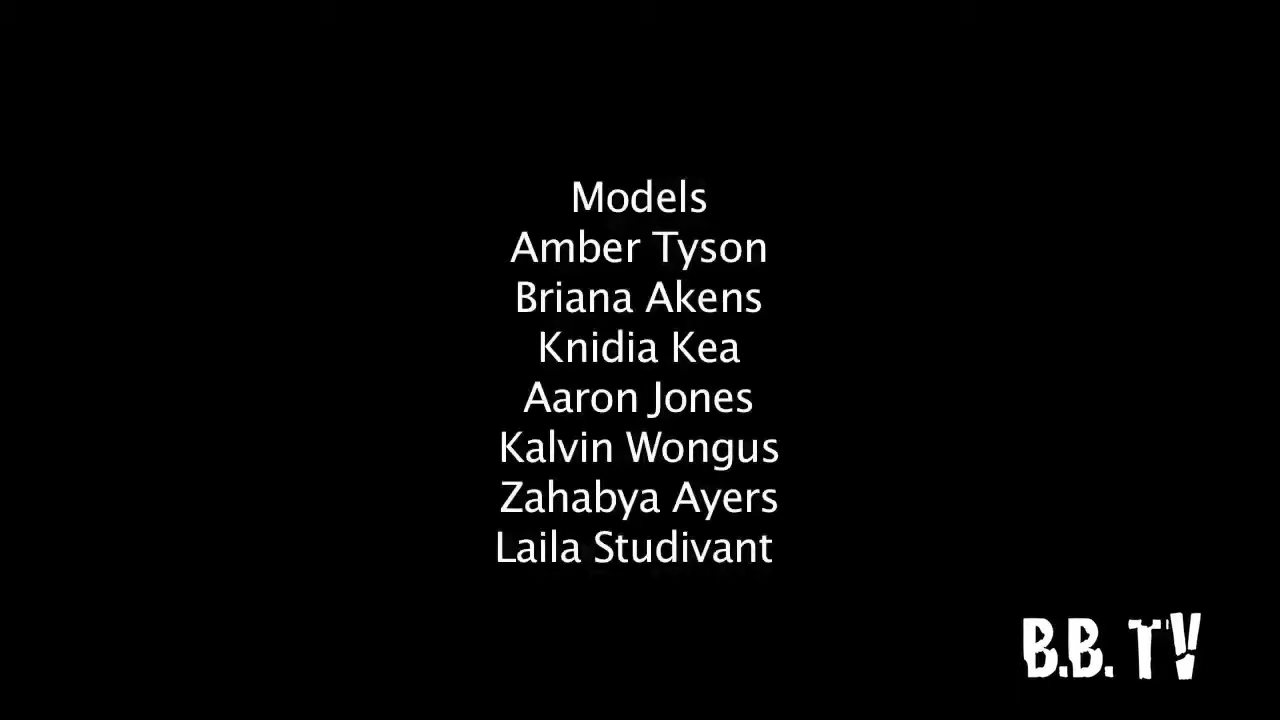 Models
Amber Tyson
Briana Akens
Knidia Kea
Aaron Jones
Kalvin Wongus
Zahabya Ayers
Laila Studivant
B.B. TV